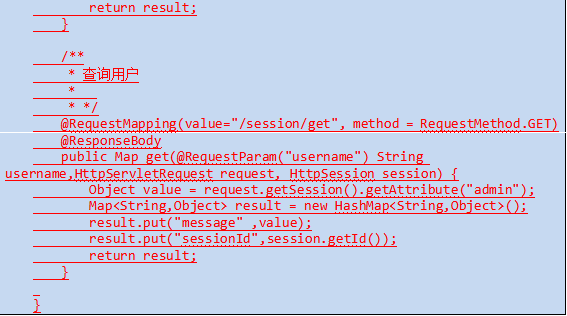 return result;
}
/**
* 查询用户
*
* */
@RequestMapping(value="/session/get", method = RequestMethod.GET)
@ResponseBody
public Map get(@RequestParam("username") String
username,HttpServletRequest request, HttpSession session) {
Object value = request.getSession().getAttribute("admin");
Map<String,Object> result = new HashMap<String,Object>();
result.put("message" ,value);
result.put("sessionId",session.getId());
return result;
}
}